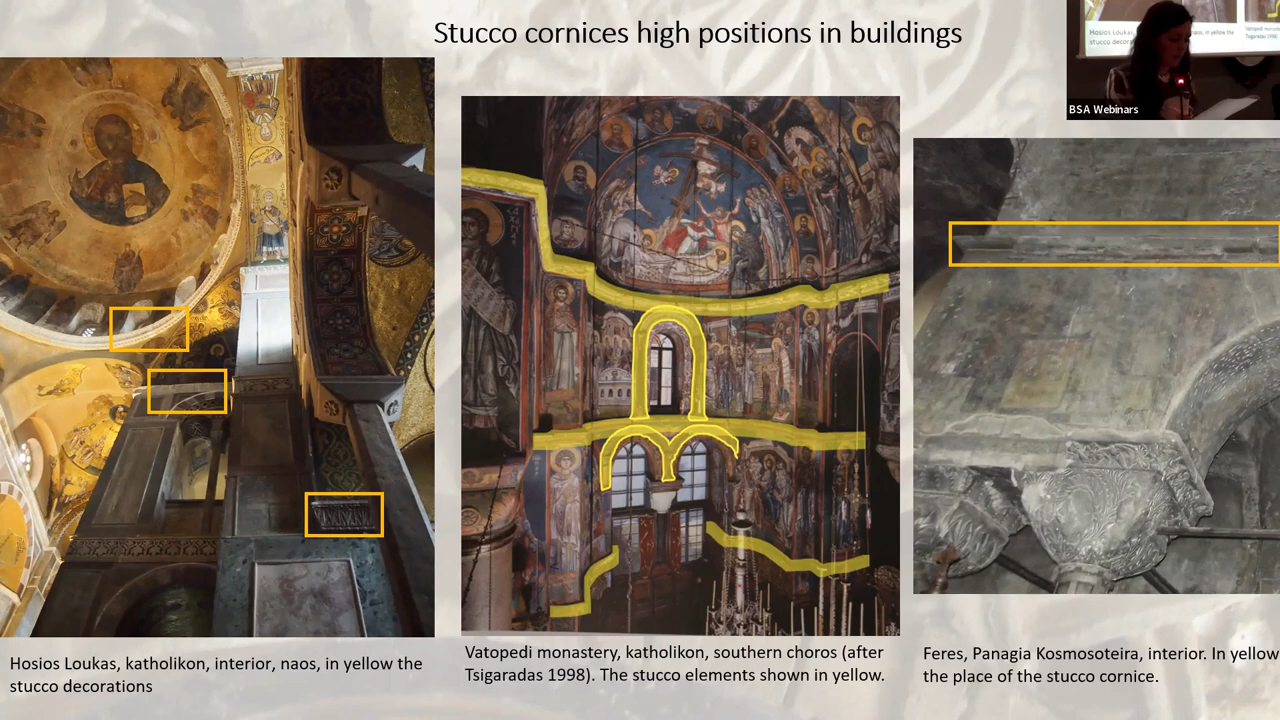 Stucco cornices high positions in buildings
BSA Webinars
Hosios Loukas, katholikon, interior, naos, in yellow the
stucco decorations
Vatopedi monastery, katholikon, southern choros (after
Tsigaradas 1998). The stucco elements shown in yellow.
Feres, Panagia Kosmosoteira, interior. In yellow
the place of the stucco cornice.